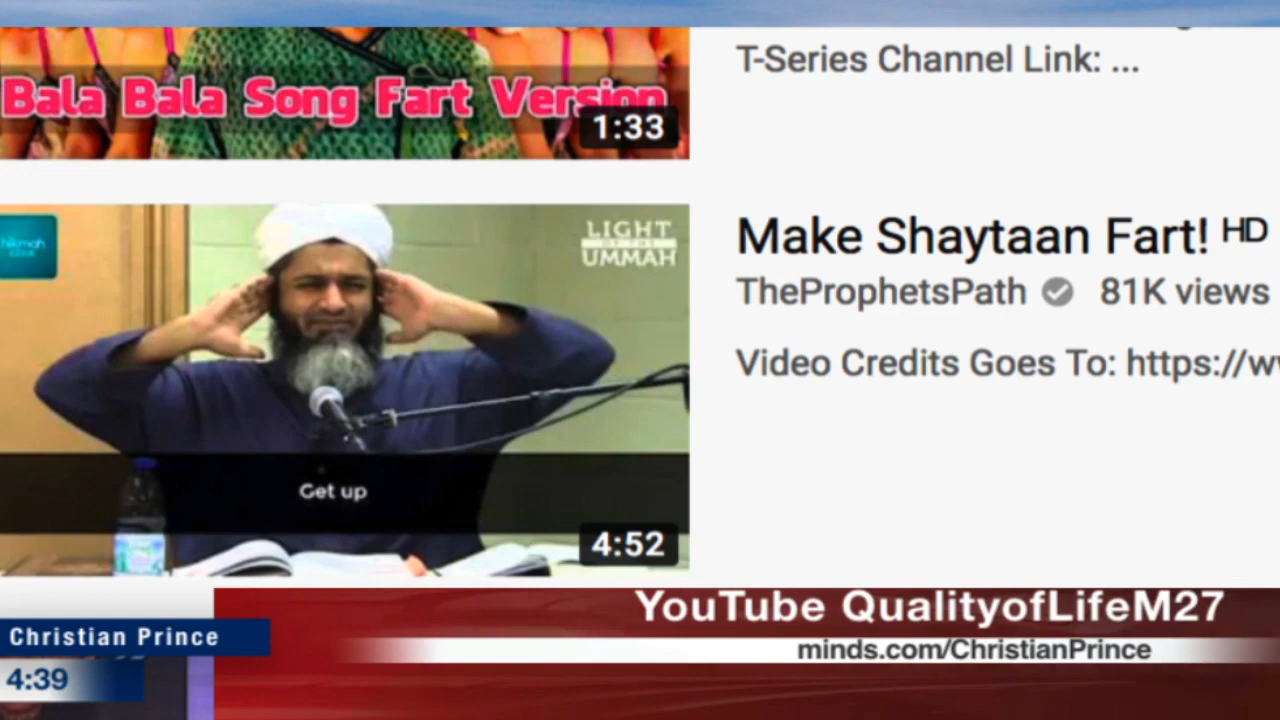 T-Series Channel Link: ...
Bala Bala Song Fart Version
1:33
LIGHT
OF THE
UMMAH
hikmah
Make Shaytaan Fart! HD
TheProphetsPath 81K views
Video Credits Goes To: https://w
Get up
4:52
YouTube QualityofLifeM27
Christian Prince
minds.com/ChristianPrince
4:39